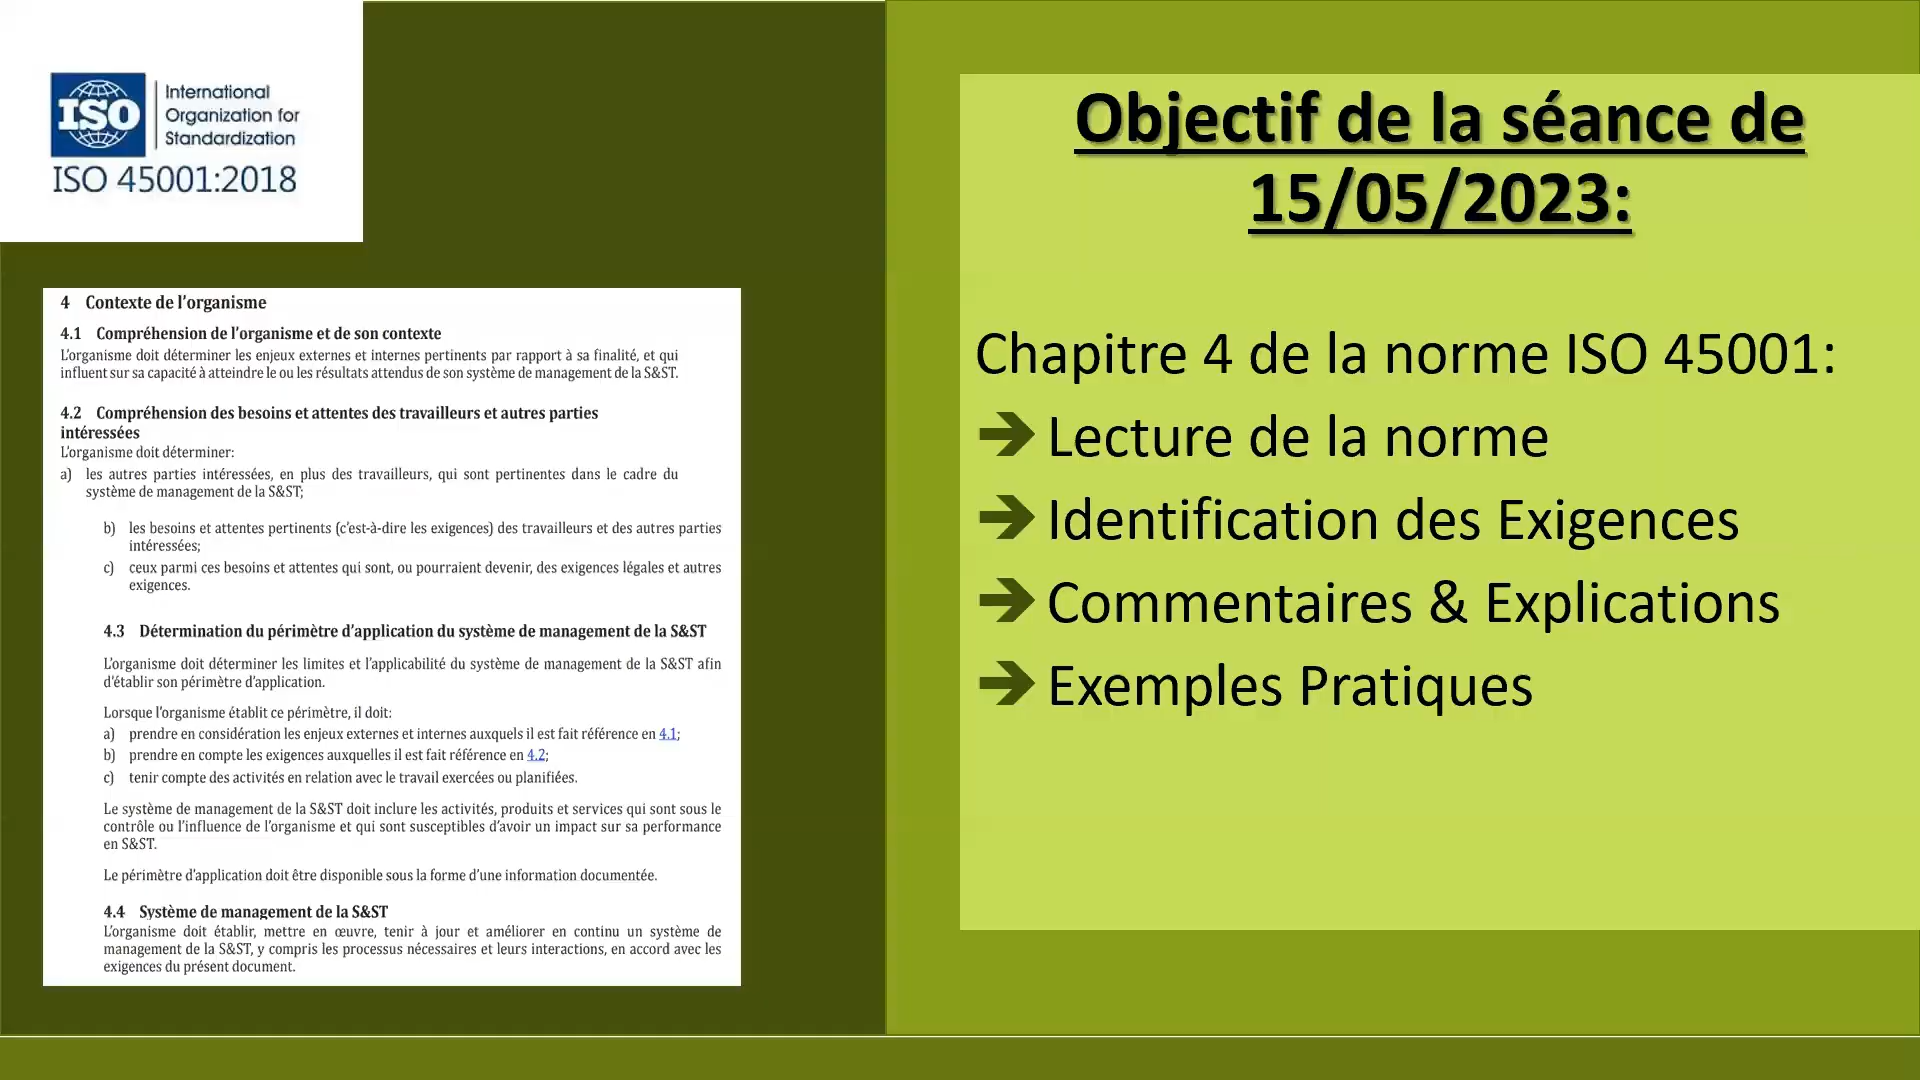 ISO
International
Organization for
Standardization
ISO 45001:2018
4 Contexte de l'organisme
4.1 Compréhension de l'organisme et de son contexte
L'organisme doit déterminer les enjeux externes et internes pertinents par rapport à sa finalité, et qui
influent sur sa capacité à atteindre le ou les résultats attendus de son système de management de la S&ST.
4.2 Compréhension des besoins et attentes des travailleurs et autres parties
intéressées
L'organisme doit déterminer:
a) les autres parties intéressées, en plus des travailleurs, qui sont pertinentes dans le cadre du
système de management de la S&ST;
b) les besoins et attentes pertinents (c'est-à-dire les exigences) des travailleurs et des autres parties
intéressées;
c) ceux parmi ces besoins et attentes qui sont, ou pourraient devenir, des exigences légales et autres
exigences.
4.3 Détermination du périmètre d'application du système de management de la S&ST
L'organisme doit déterminer les limites et l'applicabilité du système de management de la S&ST afin
d'établir son périmètre d'application.
Lorsque l'organisme établit ce périmètre, il doit:
a) prendre en considération les enjeux externes et internes auxquels il est fait référence en 4.1;
b) prendre en compte les exigences auxquelles il est fait référence en 4.2;
c) tenir compte des activités en relation avec le travail exercées ou planifiées.
Le système de management de la S&ST doit inclure les activités, produits et services qui sont sous le
contrôle ou l'influence de l'organisme et qui sont susceptibles d'avoir un impact sur sa performance
en S&ST.
Le périmètre d'application doit être disponible sous la forme d'une information documentée.
4.4 Système de management de la S&ST
L'organisme doit établir, mettre en œuvre, tenir à jour et améliorer en continu un système de
management de la S&ST, y compris les processus nécessaires et leurs interactions, en accord avec les
exigences du présent document.
Objectif de la séance de
15/05/2023:
Chapitre 4 de la norme ISO 45001:
➔ Lecture de la norme
➔ Identification des Exigences
➔ Commentaires & Explications
➔ Exemples Pratiques